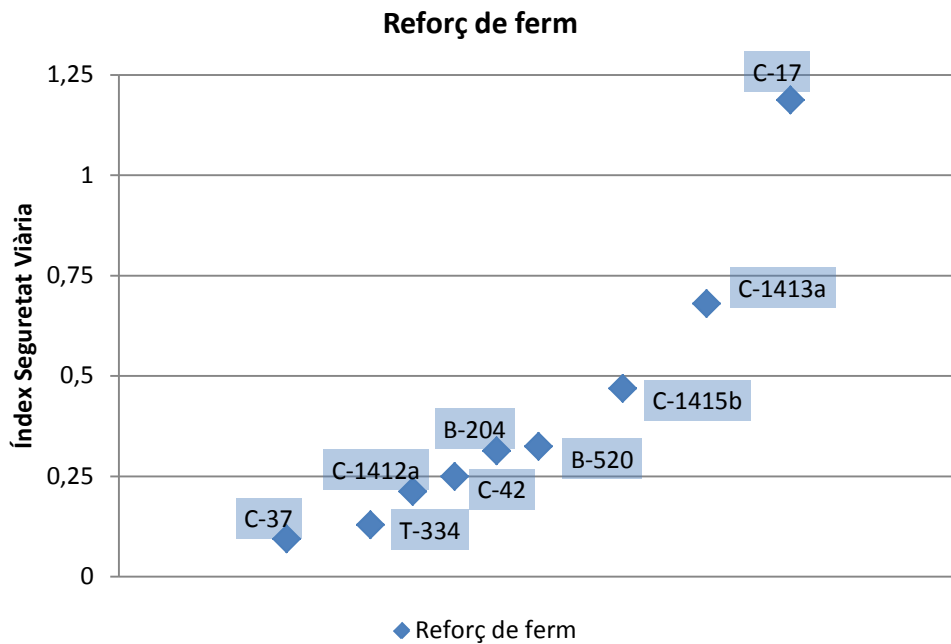 Reforç de ferm
Índex Seguretat Viària
1,25
1
0,75
0,5
0,25
0
C-17
C-1413a
C-1415b
B-204
B-520
C-1412a
C-42
C-37
T-334
Reforç de ferm